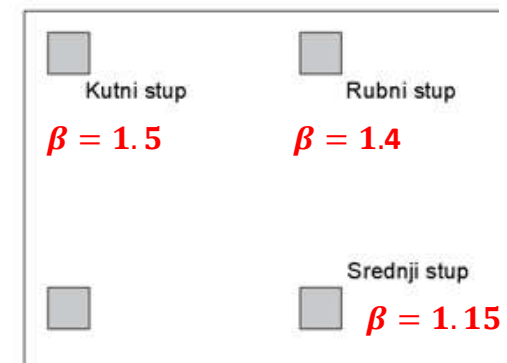 Kutni stup
Rubni stup
β = 1.5
β = 1.4
Srednji stup
β = 1.15